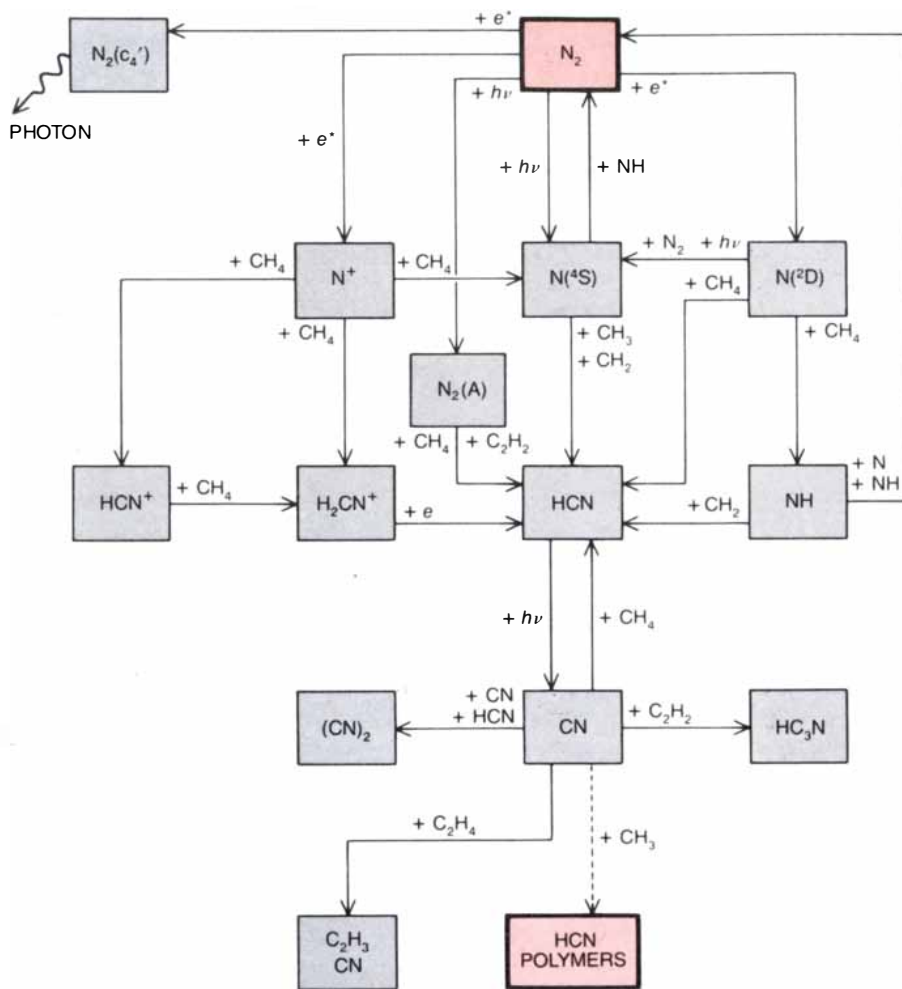 + e*
N₂(c₄′)
N₂
PHOTON
+ hν
+ e*
+ e*
+ hν
+ NH
+ CH₄
N⁺
+ CH₄
N(⁴S)
+ N₂ + hν
N(²D)
+ CH₄
+ CH₄
+ CH₃
+ CH₂
+ CH₄
N₂(A)
+ CH₄
+ C₂H₂
HCN⁺
+ CH₄
H₂CN⁺
+ e
HCN
+ CH₂
NH
+ N
+ NH
+ hν
+ CH₄
(CN)₂
+ CN
+ HCN
CN
+ C₂H₂
HC₃N
+ C₂H₄
+ CH₃
C₂H₃
CN
HCN
POLYMERS